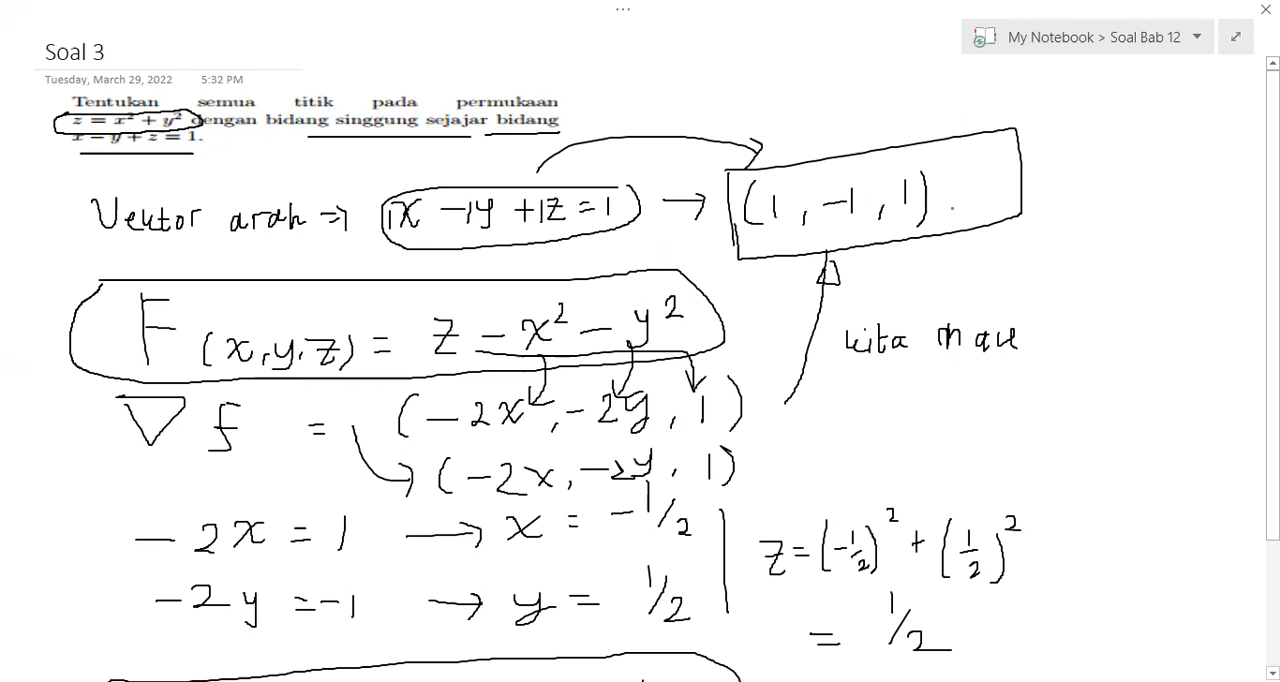 ...
My Notebook > Soal Bab 12
Soal 3
Tuesday, March 29, 2022 5:32 PM
Tentukan semua titik pada permukaan
z = x² + y² dengan bidang singgung sejajar bidang
x − y + z = 1.
Vektor arah ⇒ 1x − 1y + 1z = 1 → (1, −1, 1).
F(x,y,z) = z − x² − y²
kita mau
∇f = (−2x, −2y, 1)
(−2x, −2y, 1)
−2x = 1 → x = −1/2
z = (−1/2)² + (1/2)²
−2y = −1 → y = 1/2
= 1/2